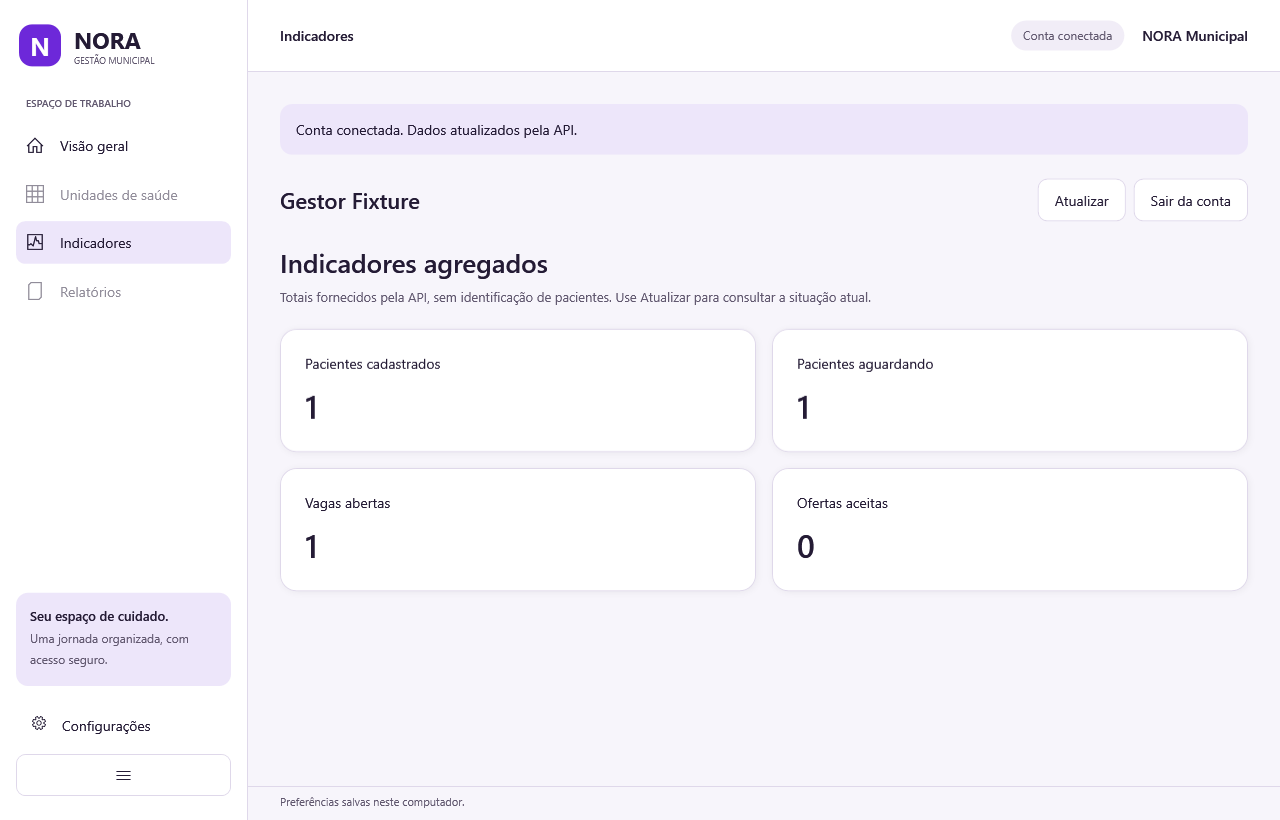 N
NORA
GESTÃO MUNICIPAL
ESPAÇO DE TRABALHO
Visão geral
Unidades de saúde
Indicadores
Relatórios
Seu espaço de cuidado.
Uma jornada organizada, com
acesso seguro.
Configurações
Indicadores
Conta conectada
NORA Municipal
Conta conectada. Dados atualizados pela API.
Gestor Fixture
Atualizar
Sair da conta
Indicadores agregados
Totais fornecidos pela API, sem identificação de pacientes. Use Atualizar para consultar a situação atual.
Pacientes cadastrados
1
Pacientes aguardando
1
Vagas abertas
1
Ofertas aceitas
0
Preferências salvas neste computador.